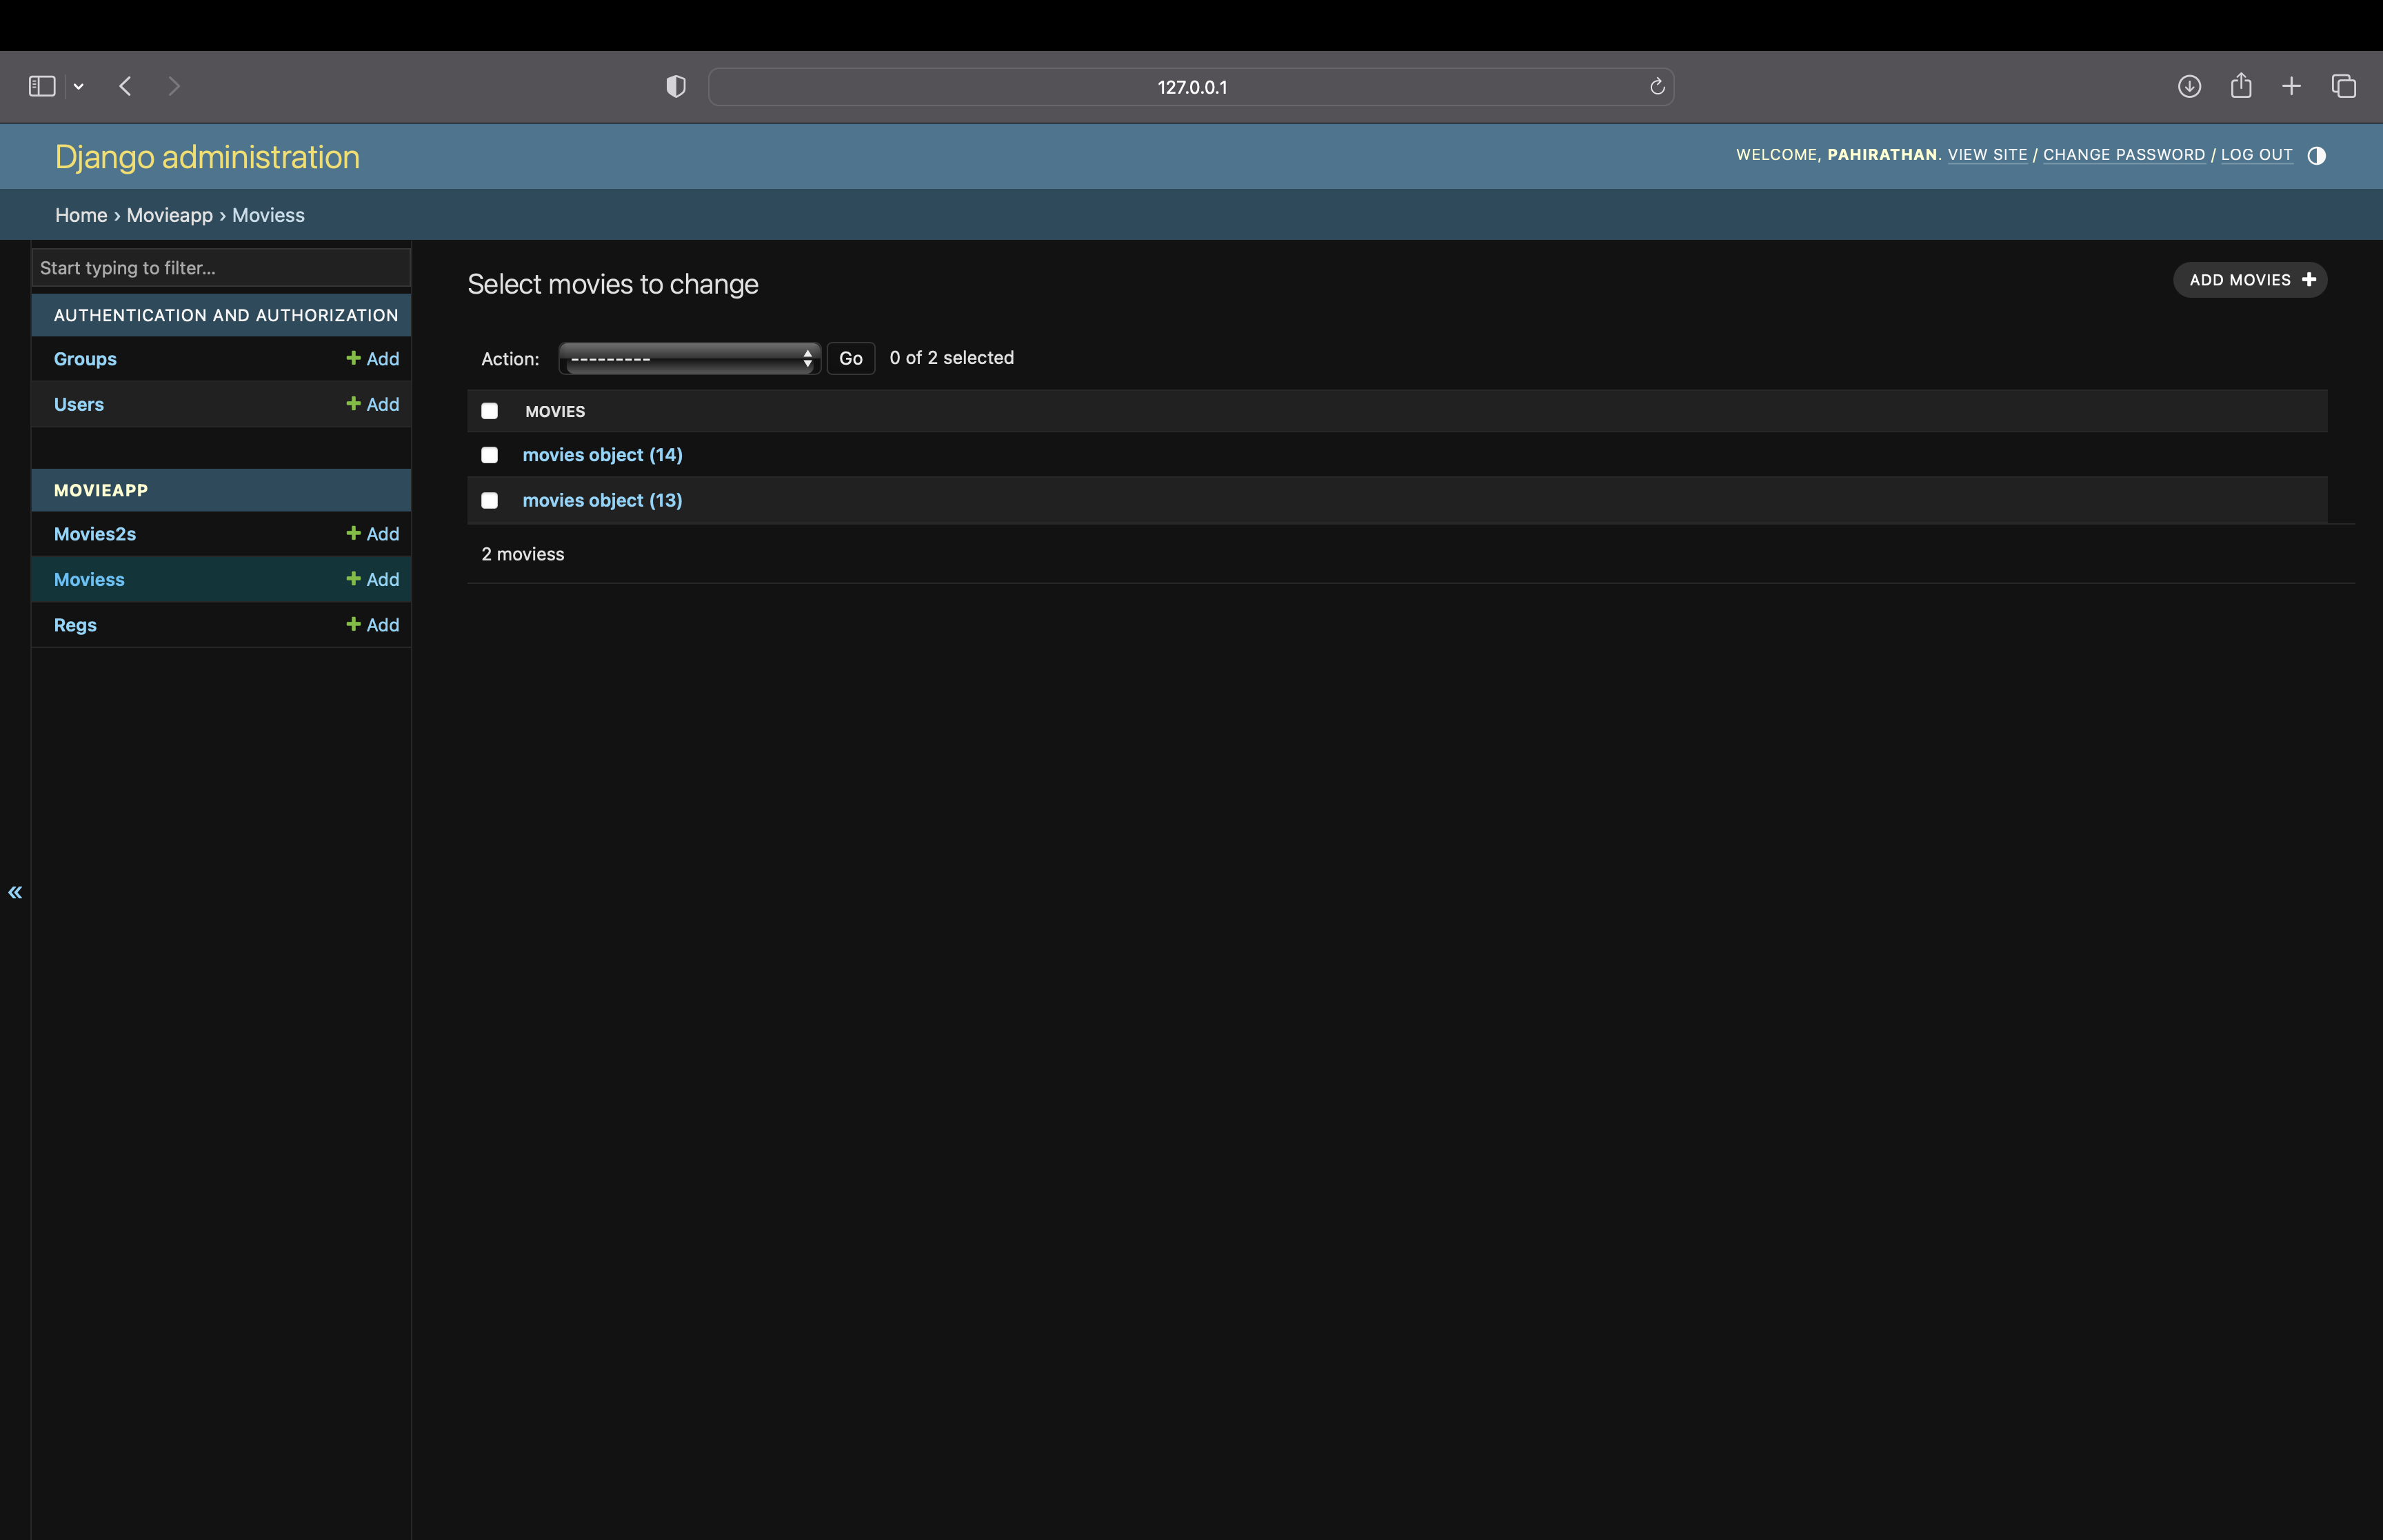 127.0.0.1
Django administration
WELCOME, PAHIRATHAN. VIEW SITE / CHANGE PASSWORD / LOG OUT
Home › Movieapp › Moviess
Start typing to filter...
AUTHENTICATION AND AUTHORIZATION
Groups + Add
Users + Add
MOVIEAPP
Movies2s + Add
Moviess + Add
Regs + Add
Select movies to change
ADD MOVIES +
Action: --------- Go 0 of 2 selected
MOVIES
movies object (14)
movies object (13)
2 moviess
«